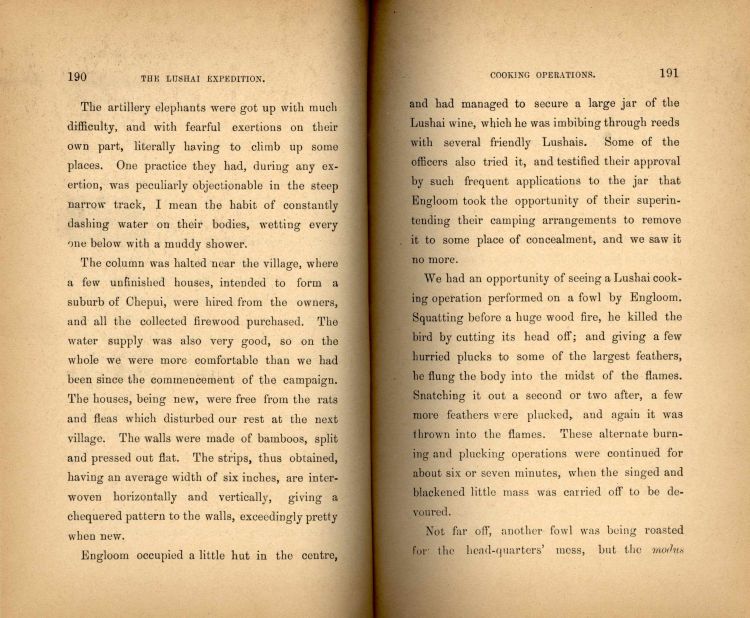 190 THE LUSHAI EXPEDITION.
The artillery elephants were got up with much
difficulty, and with fearful exertions on their
own part, literally having to climb up some
places. One practice they had, during any ex-
ertion, was peculiarly objectionable in the steep
narrow track, I mean the habit of constantly
dashing water on their bodies, wetting every
one below with a muddy shower.
The column was halted near the village, where
a few unfinished houses, intended to form a
suburb of Chepui, were hired from the owners,
and all the collected firewood purchased. The
water supply was also very good, so on the
whole we were more comfortable than we had
been since the commencement of the campaign.
The houses, being new, were free from the rats
and fleas which disturbed our rest at the next
village. The walls were made of bamboos, split
and pressed out flat. The strips, thus obtained,
having an average width of six inches, are inter-
woven horizontally and vertically, giving a
chequered pattern to the walls, exceedingly pretty
when new.
Engloom occupied a little hut in the centre,
COOKING OPERATIONS. 191
and had managed to secure a large jar of the
Lushai wine, which he was imbibing through reeds
with several friendly Lushais. Some of the
officers also tried it, and testified their approval
by such frequent applications to the jar that
Engloom took the opportunity of their superin-
tending their camping arrangements to remove
it to some place of concealment, and we saw it
no more.
We had an opportunity of seeing a Lushai cook-
ing operation performed on a fowl by Engloom.
Squatting before a huge wood fire, he killed the
bird by cutting its head off; and giving a few
hurried plucks to some of the largest feathers,
he flung the body into the midst of the flames.
Snatching it out a second or two after, a few
more feathers were plucked, and again it was
thrown into the flames. These alternate burn-
ing and plucking operations were continued for
about six or seven minutes, when the singed and
blackened little mass was carried off to be de-
voured.
Not far off, another fowl was being roasted
for the head-quarters' mess, but the modus